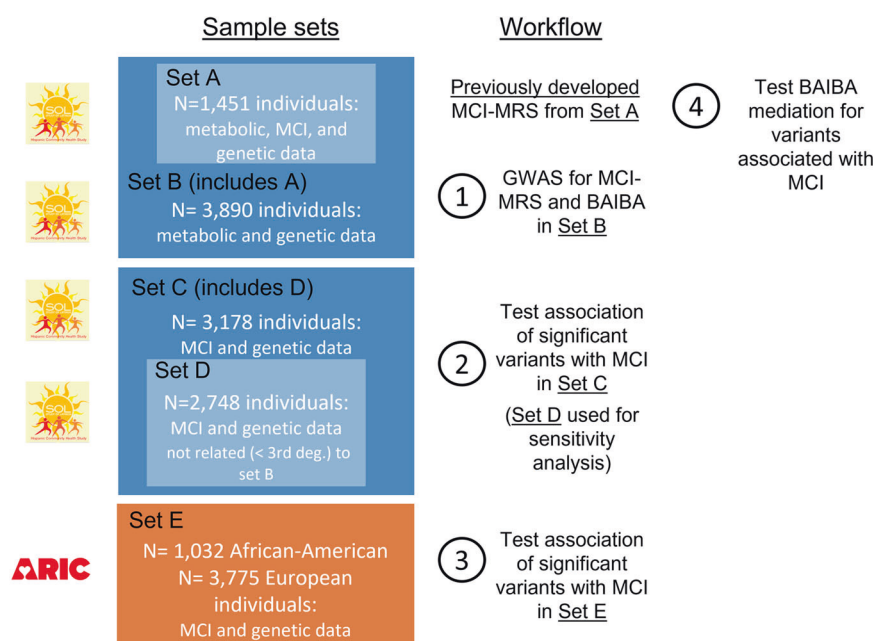 Sample sets
Workflow
Set A
N=1,451 individuals:
metabolic, MCI, and
genetic data
Set B (includes A)
N= 3,890 individuals:
metabolic and genetic data
Set C (includes D)
N= 3,178 individuals:
MCI and genetic data
Set D
N=2,748 individuals:
MCI and genetic data
not related (< 3rd deg.) to
set B
Set E
N= 1,032 African-American
N= 3,775 European
individuals:
MCI and genetic data
SOL
SOL
SOL
SOL
ARIC
Previously developed
MCI-MRS from Set A
1
GWAS for MCI-
MRS and BAIBA
in Set B
2
Test association
of significant
variants with MCI
in Set C
(Set D used for
sensitivity
analysis)
3
Test association
of significant
variants with MCI
in Set E
4
Test BAIBA
mediation for
variants
associated with
MCI